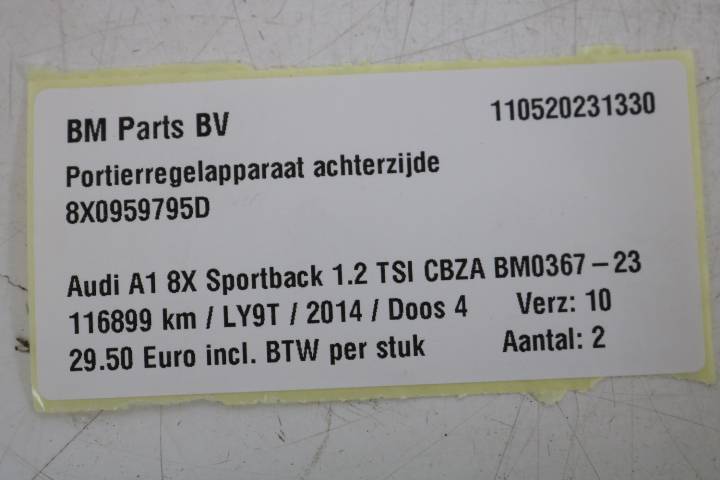 BM Parts BV 110520231330
Portierregelapparaat achterzijde
8X0959795D
Audi A1 8X Sportback 1.2 TSI CBZA BM0367-23
116899 km / LY9T / 2014 / Doos 4 Verz: 10
29.50 Euro incl. BTW per stuk Aantal: 2